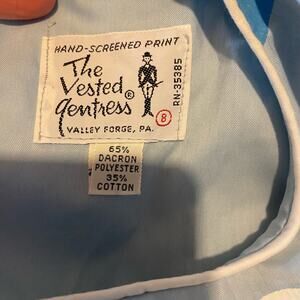 HAND-SCREENED PRINT
The
Vested
Gentress®
VALLEY FORGE, PA.
8
RN-35385
65%
DACRON
POLYESTER
35%
COTTON